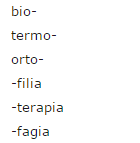 bio-
termo-
orto-
-filia
-terapia
-fagia